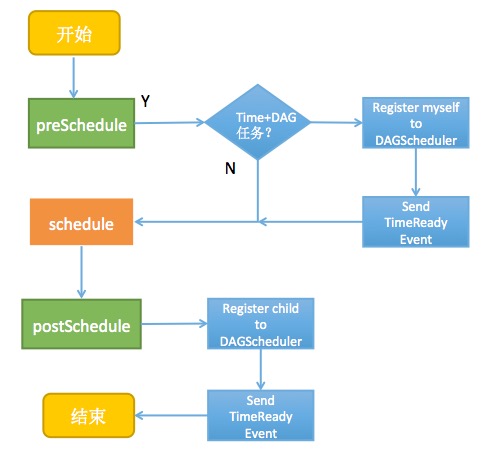 开始
Y
preSchedule
Time+DAG
任务？
Register myself
to
DAGScheduler
N
Send
TimeReady
Event
schedule
postSchedule
Register child
to
DAGScheduler
结束
Send
TimeReady
Event